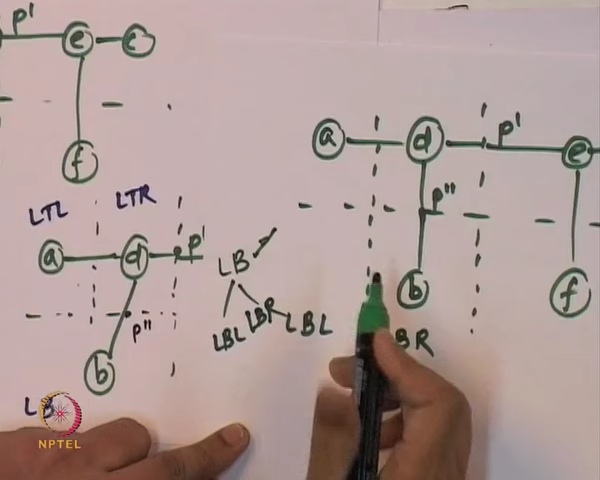 p'
e c
f
a d p' e
p"
b f
LTL LTR
a d p'
p"
b
LB
LBL LBR LBL
BR
LB
NPTEL